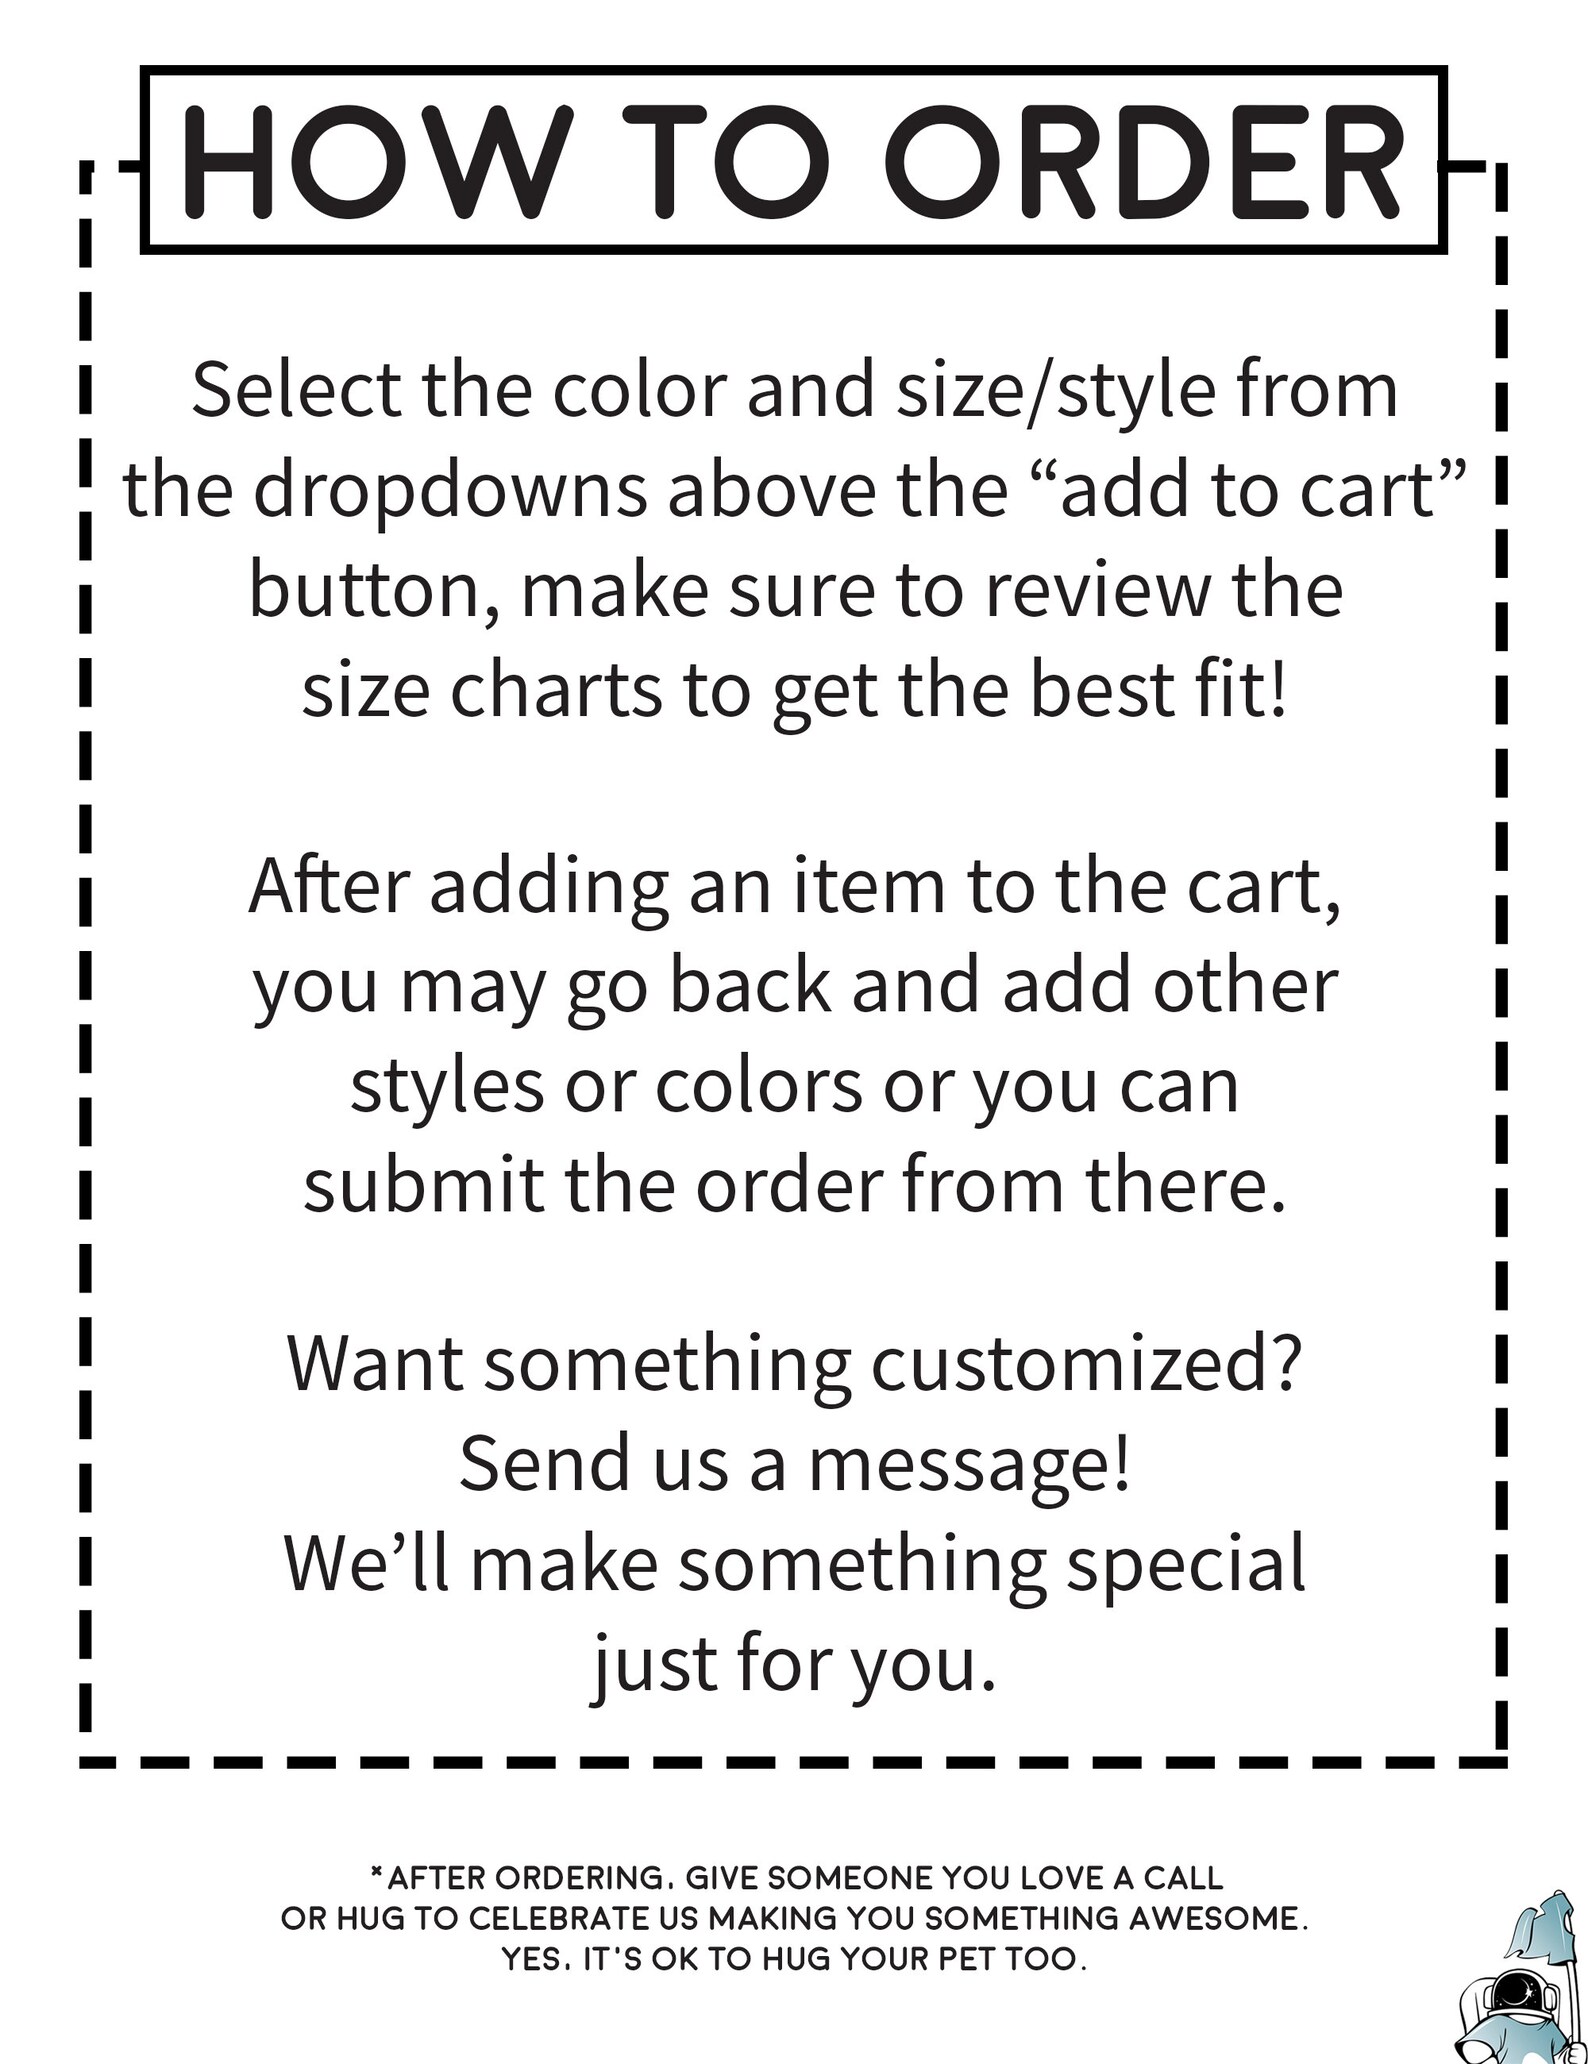 HOW TO ORDER
Select the color and size/style from
the dropdowns above the “add to cart”
button, make sure to review the
size charts to get the best fit!
After adding an item to the cart,
you may go back and add other
styles or colors or you can
submit the order from there.
Want something customized?
Send us a message!
We’ll make something special
just for you.
*AFTER ORDERING, GIVE SOMEONE YOU LOVE A CALL
OR HUG TO CELEBRATE US MAKING YOU SOMETHING AWESOME.
YES, IT'S OK TO HUG YOUR PET TOO.